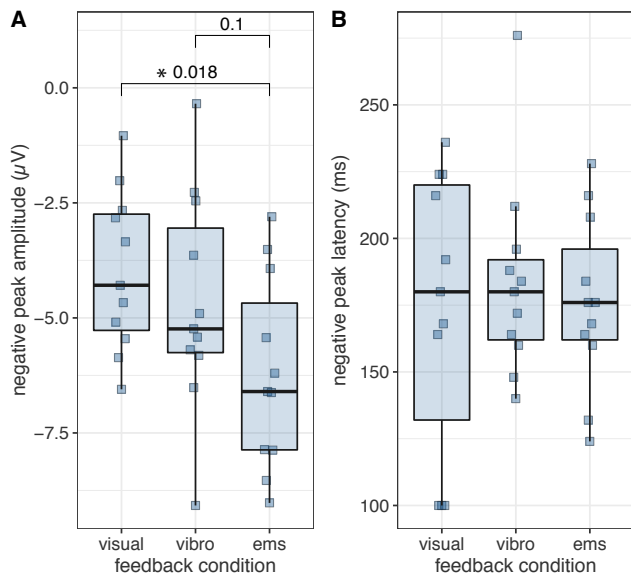 A
0.1
* 0.018
0.0
−2.5
−5.0
−7.5
negative peak amplitude (µV)
visual vibro ems
feedback condition
B
250
200
150
100
negative peak latency (ms)
visual vibro ems
feedback condition